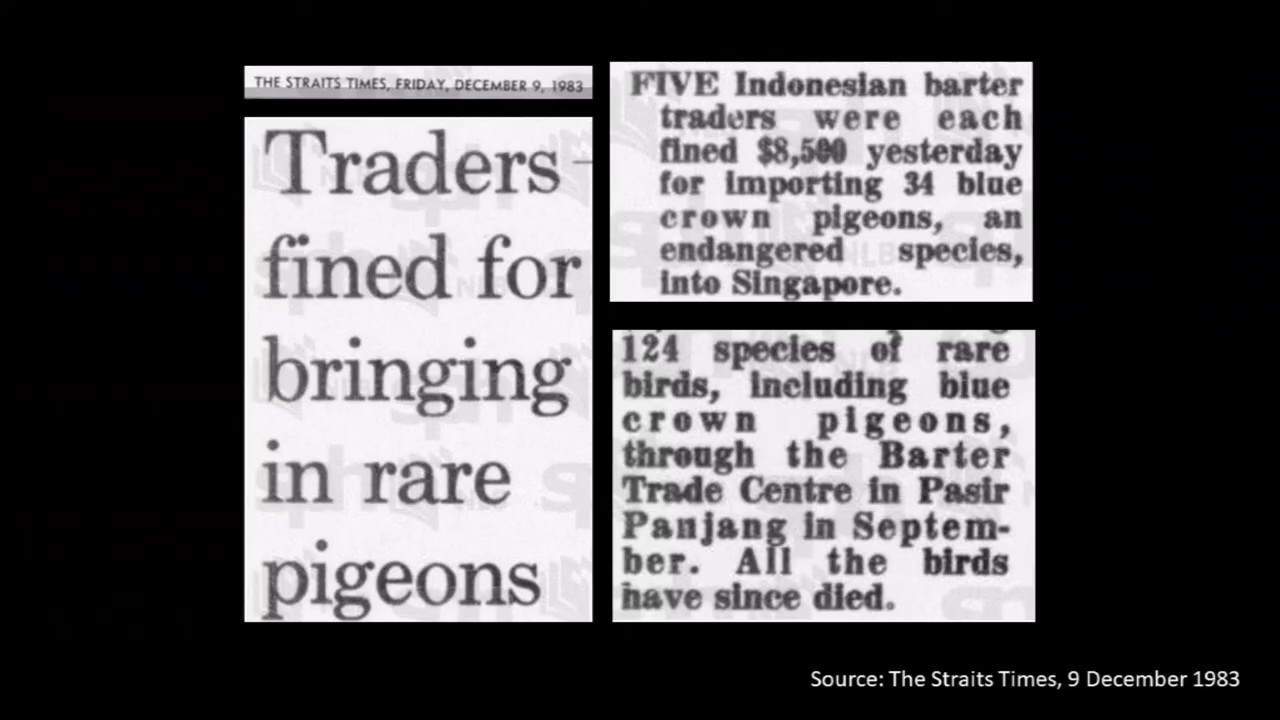 THE STRAITS TIMES, FRIDAY, DECEMBER 9, 1983
Traders
fined for
bringing
in rare
pigeons
FIVE Indonesian barter
traders were each
fined $8,500 yesterday
for importing 34 blue
crown pigeons, an
endangered species,
into Singapore.
124 species of rare
birds, including blue
crown pigeons,
through the Barter
Trade Centre in Pasir
Panjang in Septem-
ber. All the birds
have since died.
Source: The Straits Times, 9 December 1983